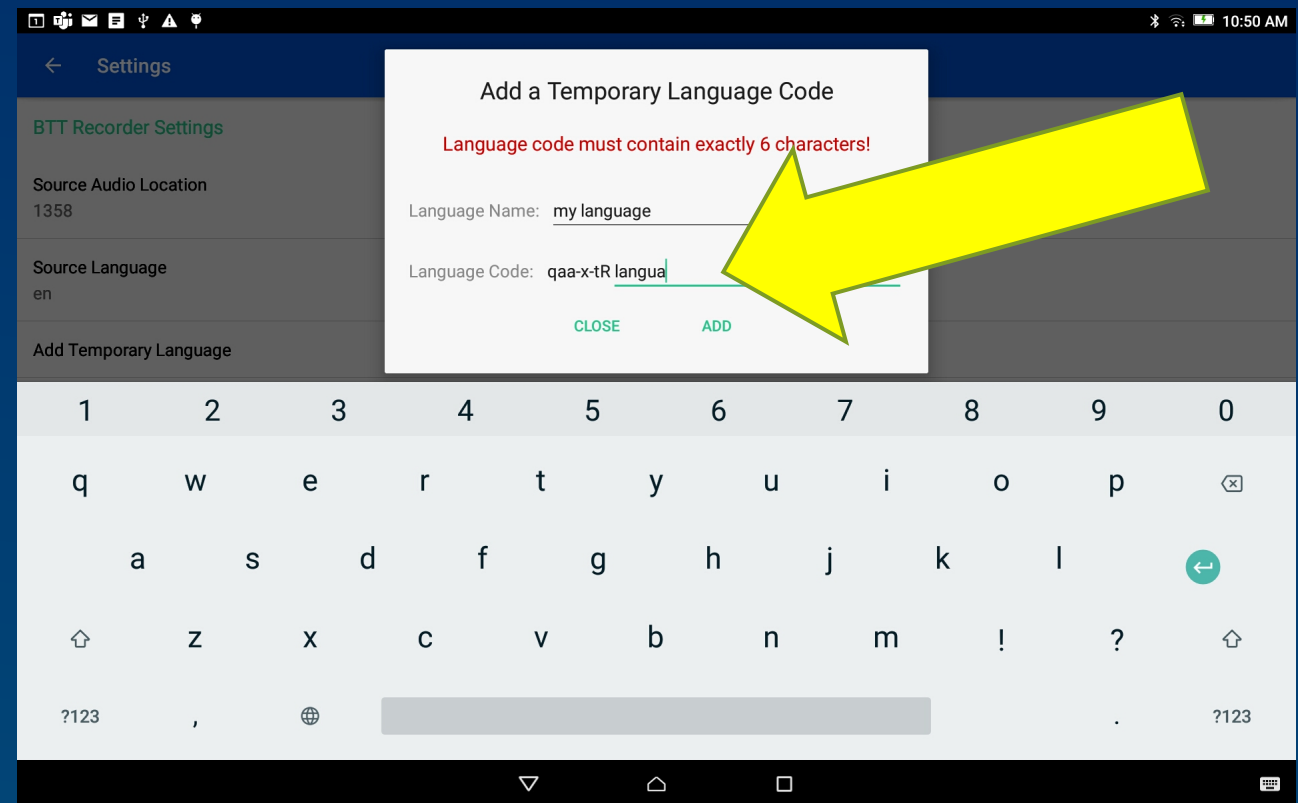 10:50 AM
Settings
BTT Recorder Settings
Source Audio Location
1358
Source Language
en
Add Temporary Language
Add a Temporary Language Code
Language code must contain exactly 6 characters!
Language Name: my language
Language Code: qaa-x-tR langua
CLOSE ADD
1 2 3 4 5 6 7 8 9 0
q w e r t y u i o p
a s d f g h j k l
z x c v b n m ! ?
?123 , . ?123